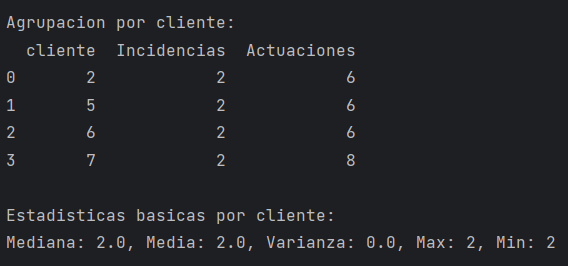 Agrupacion por cliente:
cliente Incidencias Actuaciones
0 2 2 6
1 5 2 6
2 6 2 6
3 7 2 8
Estadisticas basicas por cliente:
Mediana: 2.0, Media: 2.0, Varianza: 0.0, Max: 2, Min: 2